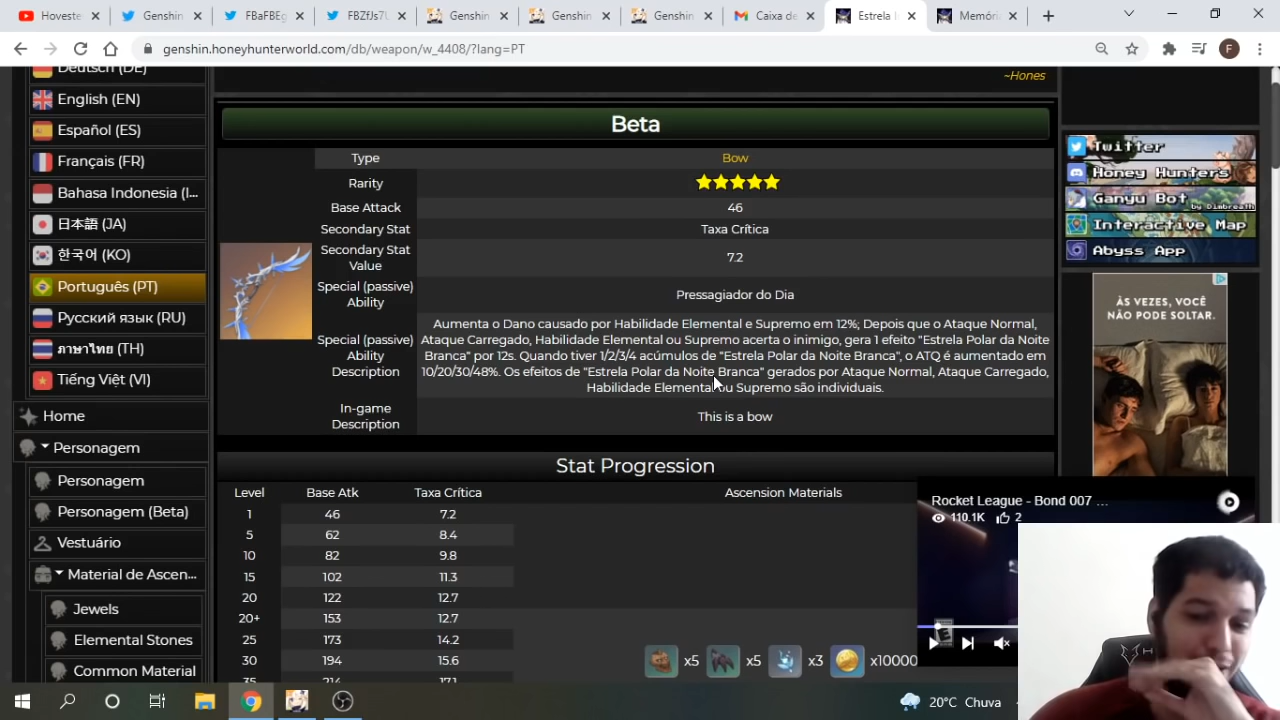 Hoveste
Genshin
FBaFBEg
FBZfJs7L
Genshin
Genshin
Genshin
Caixa de
Estrela I
Memóri
genshin.honeyhunterworld.com/db/weapon/w_4408/?lang=PT
F
Deutsch (DE)
English (EN)
Español (ES)
Français (FR)
Bahasa Indonesia (I...
日本語 (JA)
한국어 (KO)
Português (PT)
Русский язык (RU)
ภาษาไทย (TH)
Tiếng Việt (VI)
Home
Personagem
Personagem
Personagem (Beta)
Vestuário
Material de Ascen...
Jewels
Elemental Stones
Common Material
~Hones
Beta
Type Bow
Rarity
Base Attack 46
Secondary Stat Taxa Crítica
Secondary Stat
Value
7.2
Special (passive)
Ability
Pressagiador do Dia
Special (passive)
Ability
Description
Aumenta o Dano causado por Habilidade Elemental e Supremo em 12%; Depois que o Ataque Normal,
Ataque Carregado, Habilidade Elemental ou Supremo acerta o inimigo, gera 1 efeito "Estrela Polar da Noite
Branca" por 12s. Quando tiver 1/2/3/4 acúmulos de "Estrela Polar da Noite Branca", o ATQ é aumentado em
10/20/30/48%. Os efeitos de "Estrela Polar da Noite Branca" gerados por Ataque Normal, Ataque Carregado,
Habilidade Elemental ou Supremo são individuais.
In-game
Description
This is a bow
Stat Progression
Level Base Atk Taxa Crítica Ascension Materials
1 46 7.2
5 62 8.4
10 82 9.8
15 102 11.3
20 122 12.7
20+ 153 12.7
25 173 14.2
30 194 15.6
35 214 17.1
x5 x5 x3 x10000
Twitter
Honey Hunters
Ganyu Bot
by Dimbreath
Interactive Map
Abyss App
ÀS VEZES, VOCÊ
NÃO PODE SOLTAR.
Rocket League - Bond 007 ...
110.1K 2
20°C Chuva